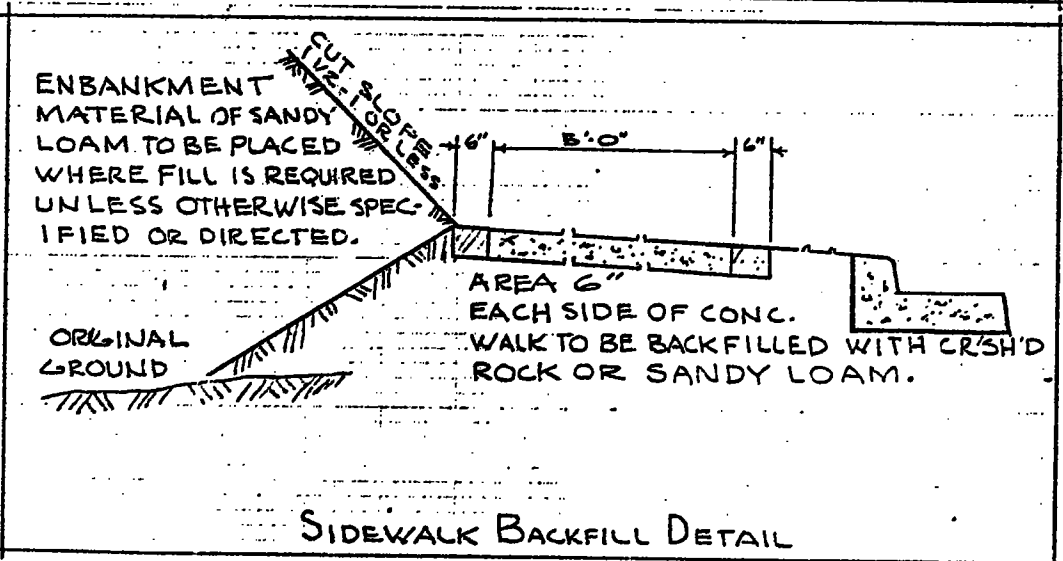 ENBANKMENT
MATERIAL OF SANDY
LOAM TO BE PLACED
WHERE FILL IS REQUIRED
UNLESS OTHERWISE SPEC-
IFIED OR DIRECTED.
CUT SLOPE
1 1/2-1 OR LESS
6" 8'-0" 6"
AREA 6"
EACH SIDE OF CONC.
WALK TO BE BACKFILLED WITH CR'SH'D
ROCK OR SANDY LOAM.
ORIGINAL
GROUND
SIDEWALK BACKFILL DETAIL